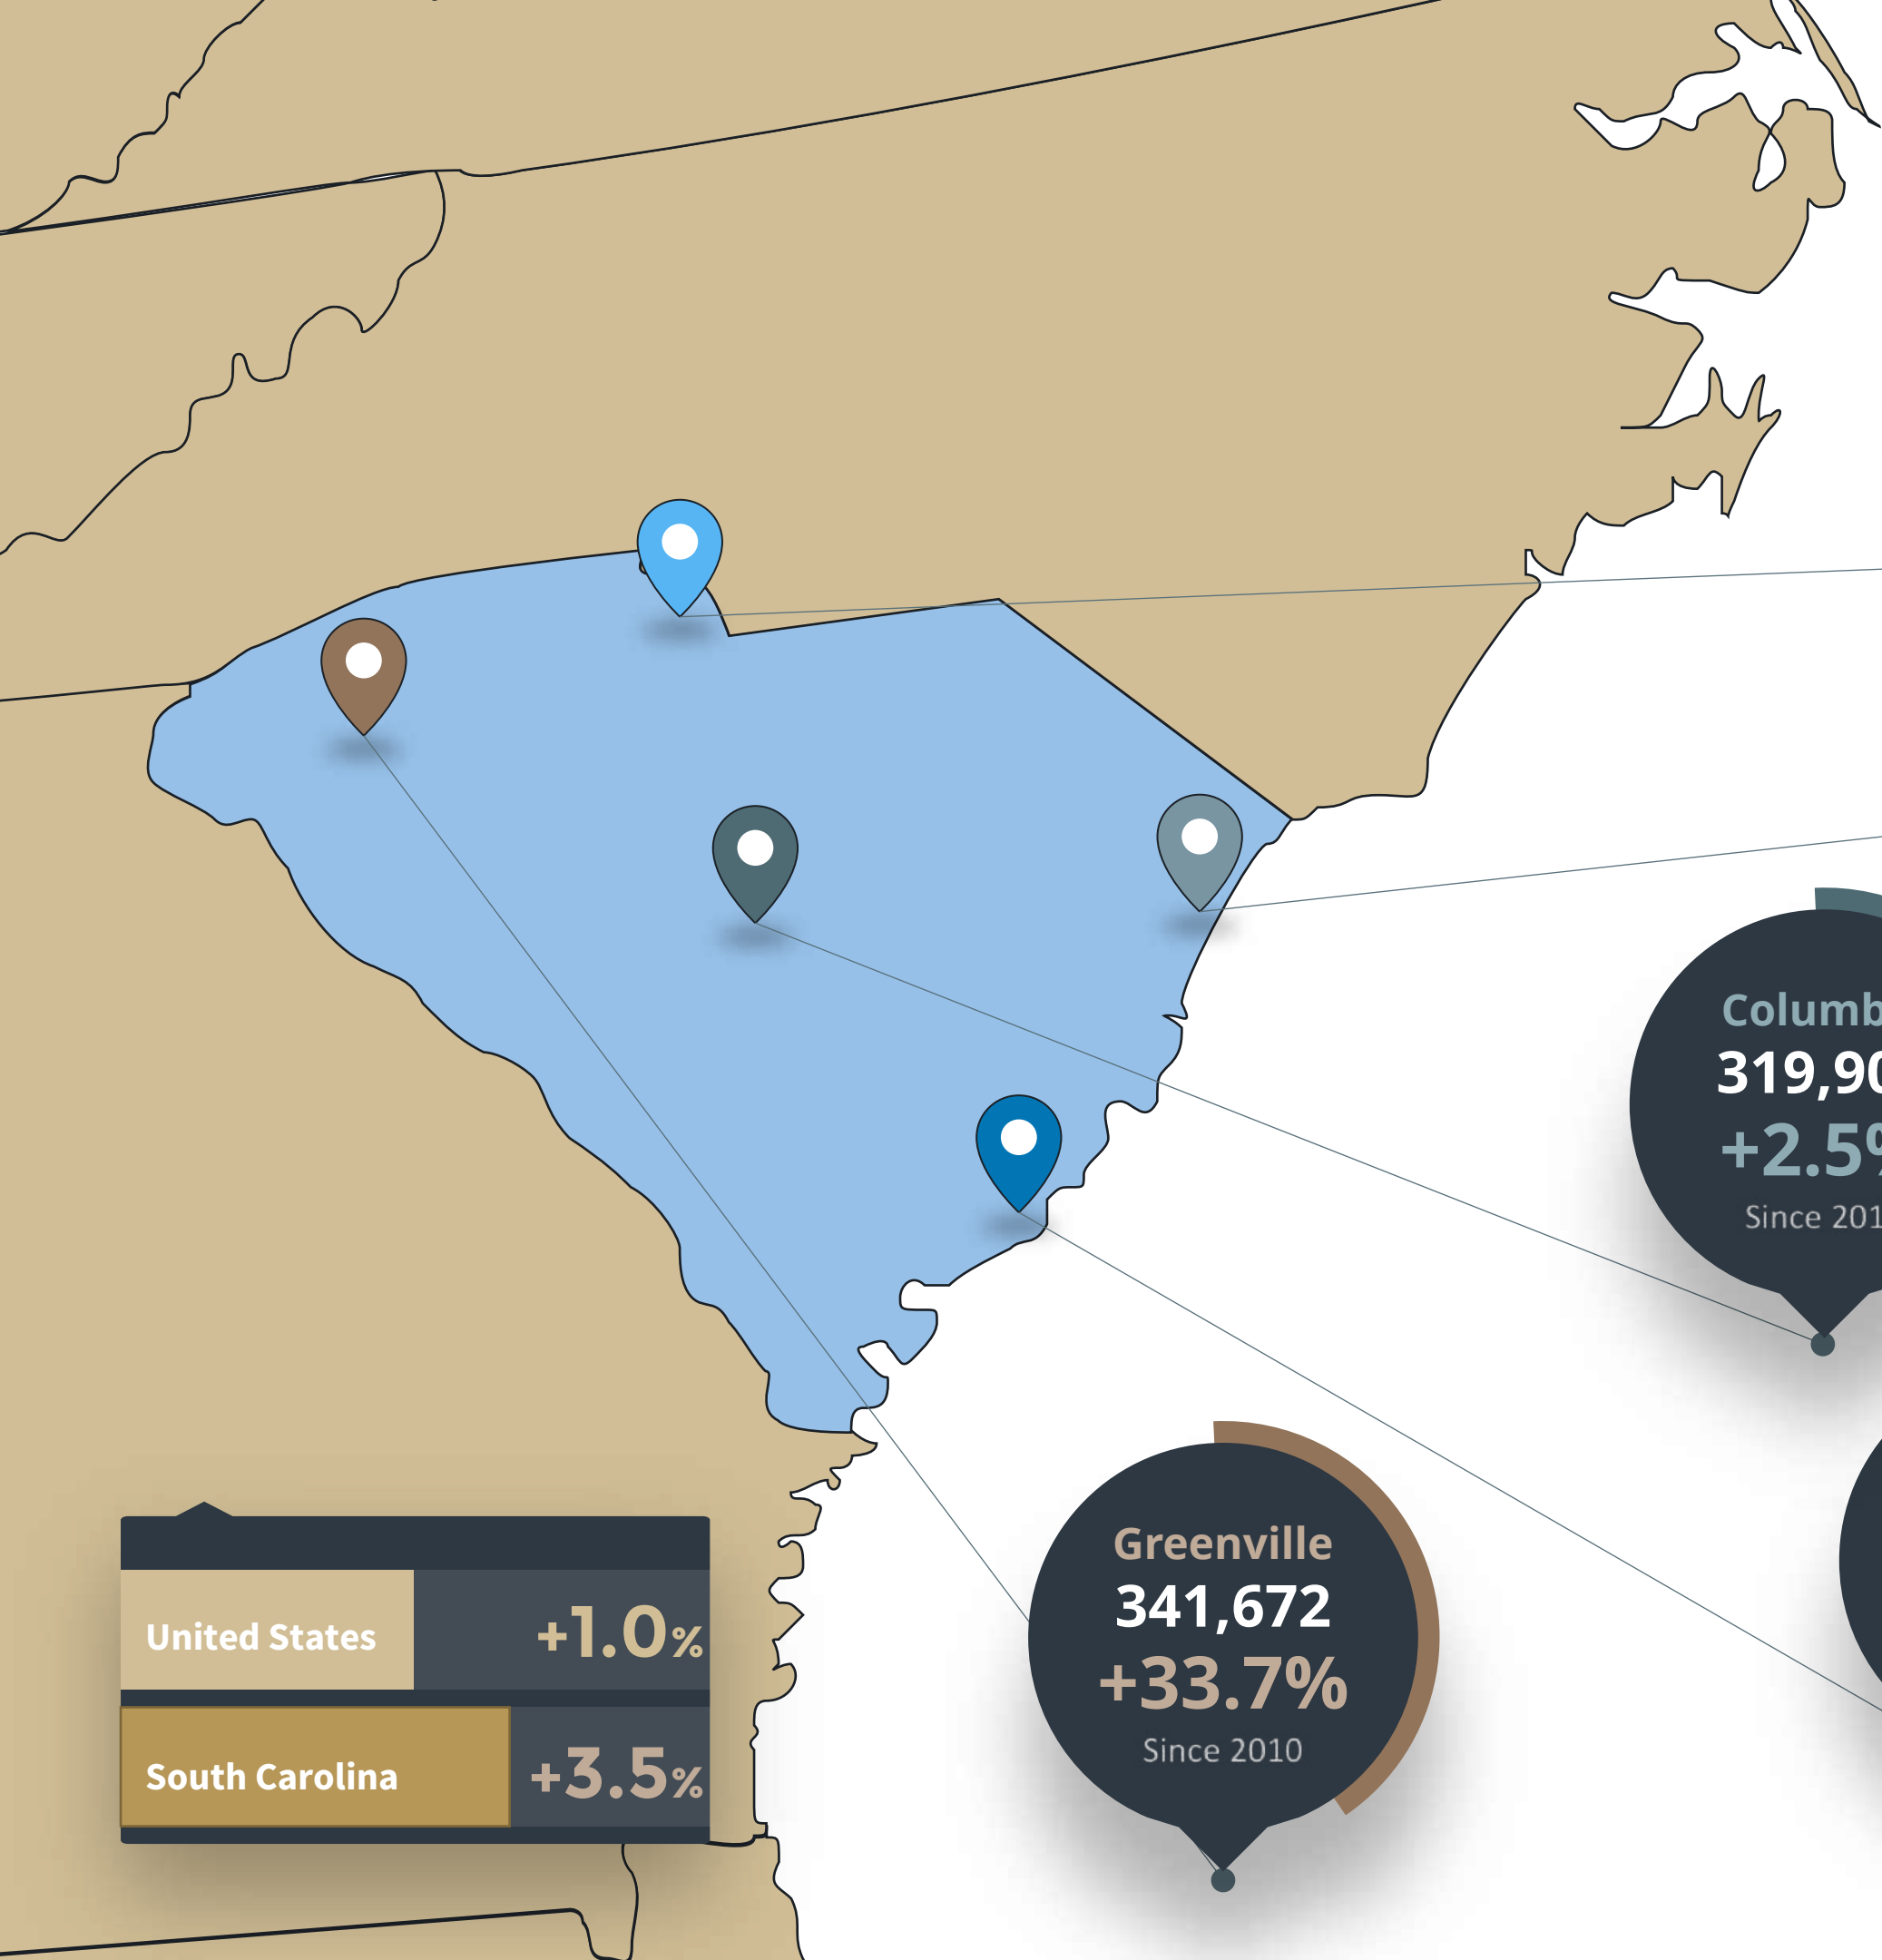 Columb
319,90
+2.5%
Since 201
Greenville
341,672
+33.7%
Since 2010
United States
+1.0%
South Carolina
+3.5%